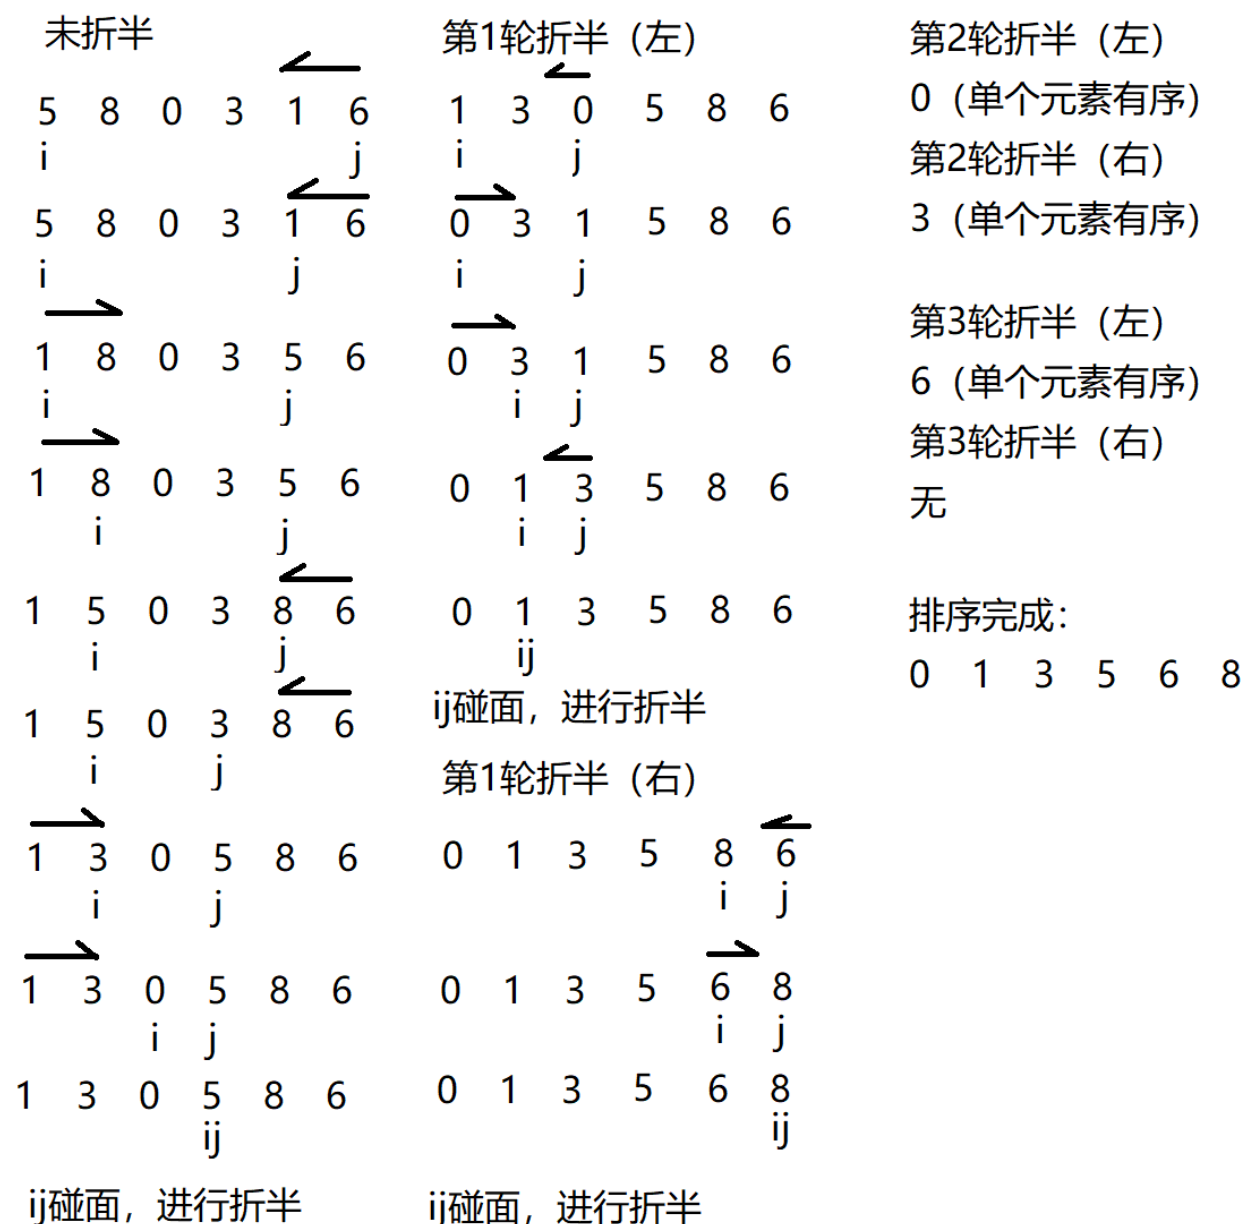 未折半
5 8 0 3 1 6
i j
5 8 0 3 1 6
i j
1 8 0 3 5 6
i j
1 8 0 3 5 6
i j
1 5 0 3 8 6
i j
1 5 0 3 8 6
i j
1 3 0 5 8 6
i j
1 3 0 5 8 6
i j
1 3 0 5 8 6
ij
ij碰面，进行折半
第1轮折半（左）
1 3 0 5 8 6
i j
0 3 1 5 8 6
i j
0 3 1 5 8 6
i j
0 1 3 5 8 6
i j
0 1 3 5 8 6
ij
ij碰面，进行折半
第1轮折半（右）
0 1 3 5 8 6
i j
0 1 3 5 6 8
i j
0 1 3 5 6 8
ij
ij碰面，进行折半
第2轮折半（左）
0（单个元素有序）
第2轮折半（右）
3（单个元素有序）
第3轮折半（左）
6（单个元素有序）
第3轮折半（右）
无
排序完成：
0 1 3 5 6 8